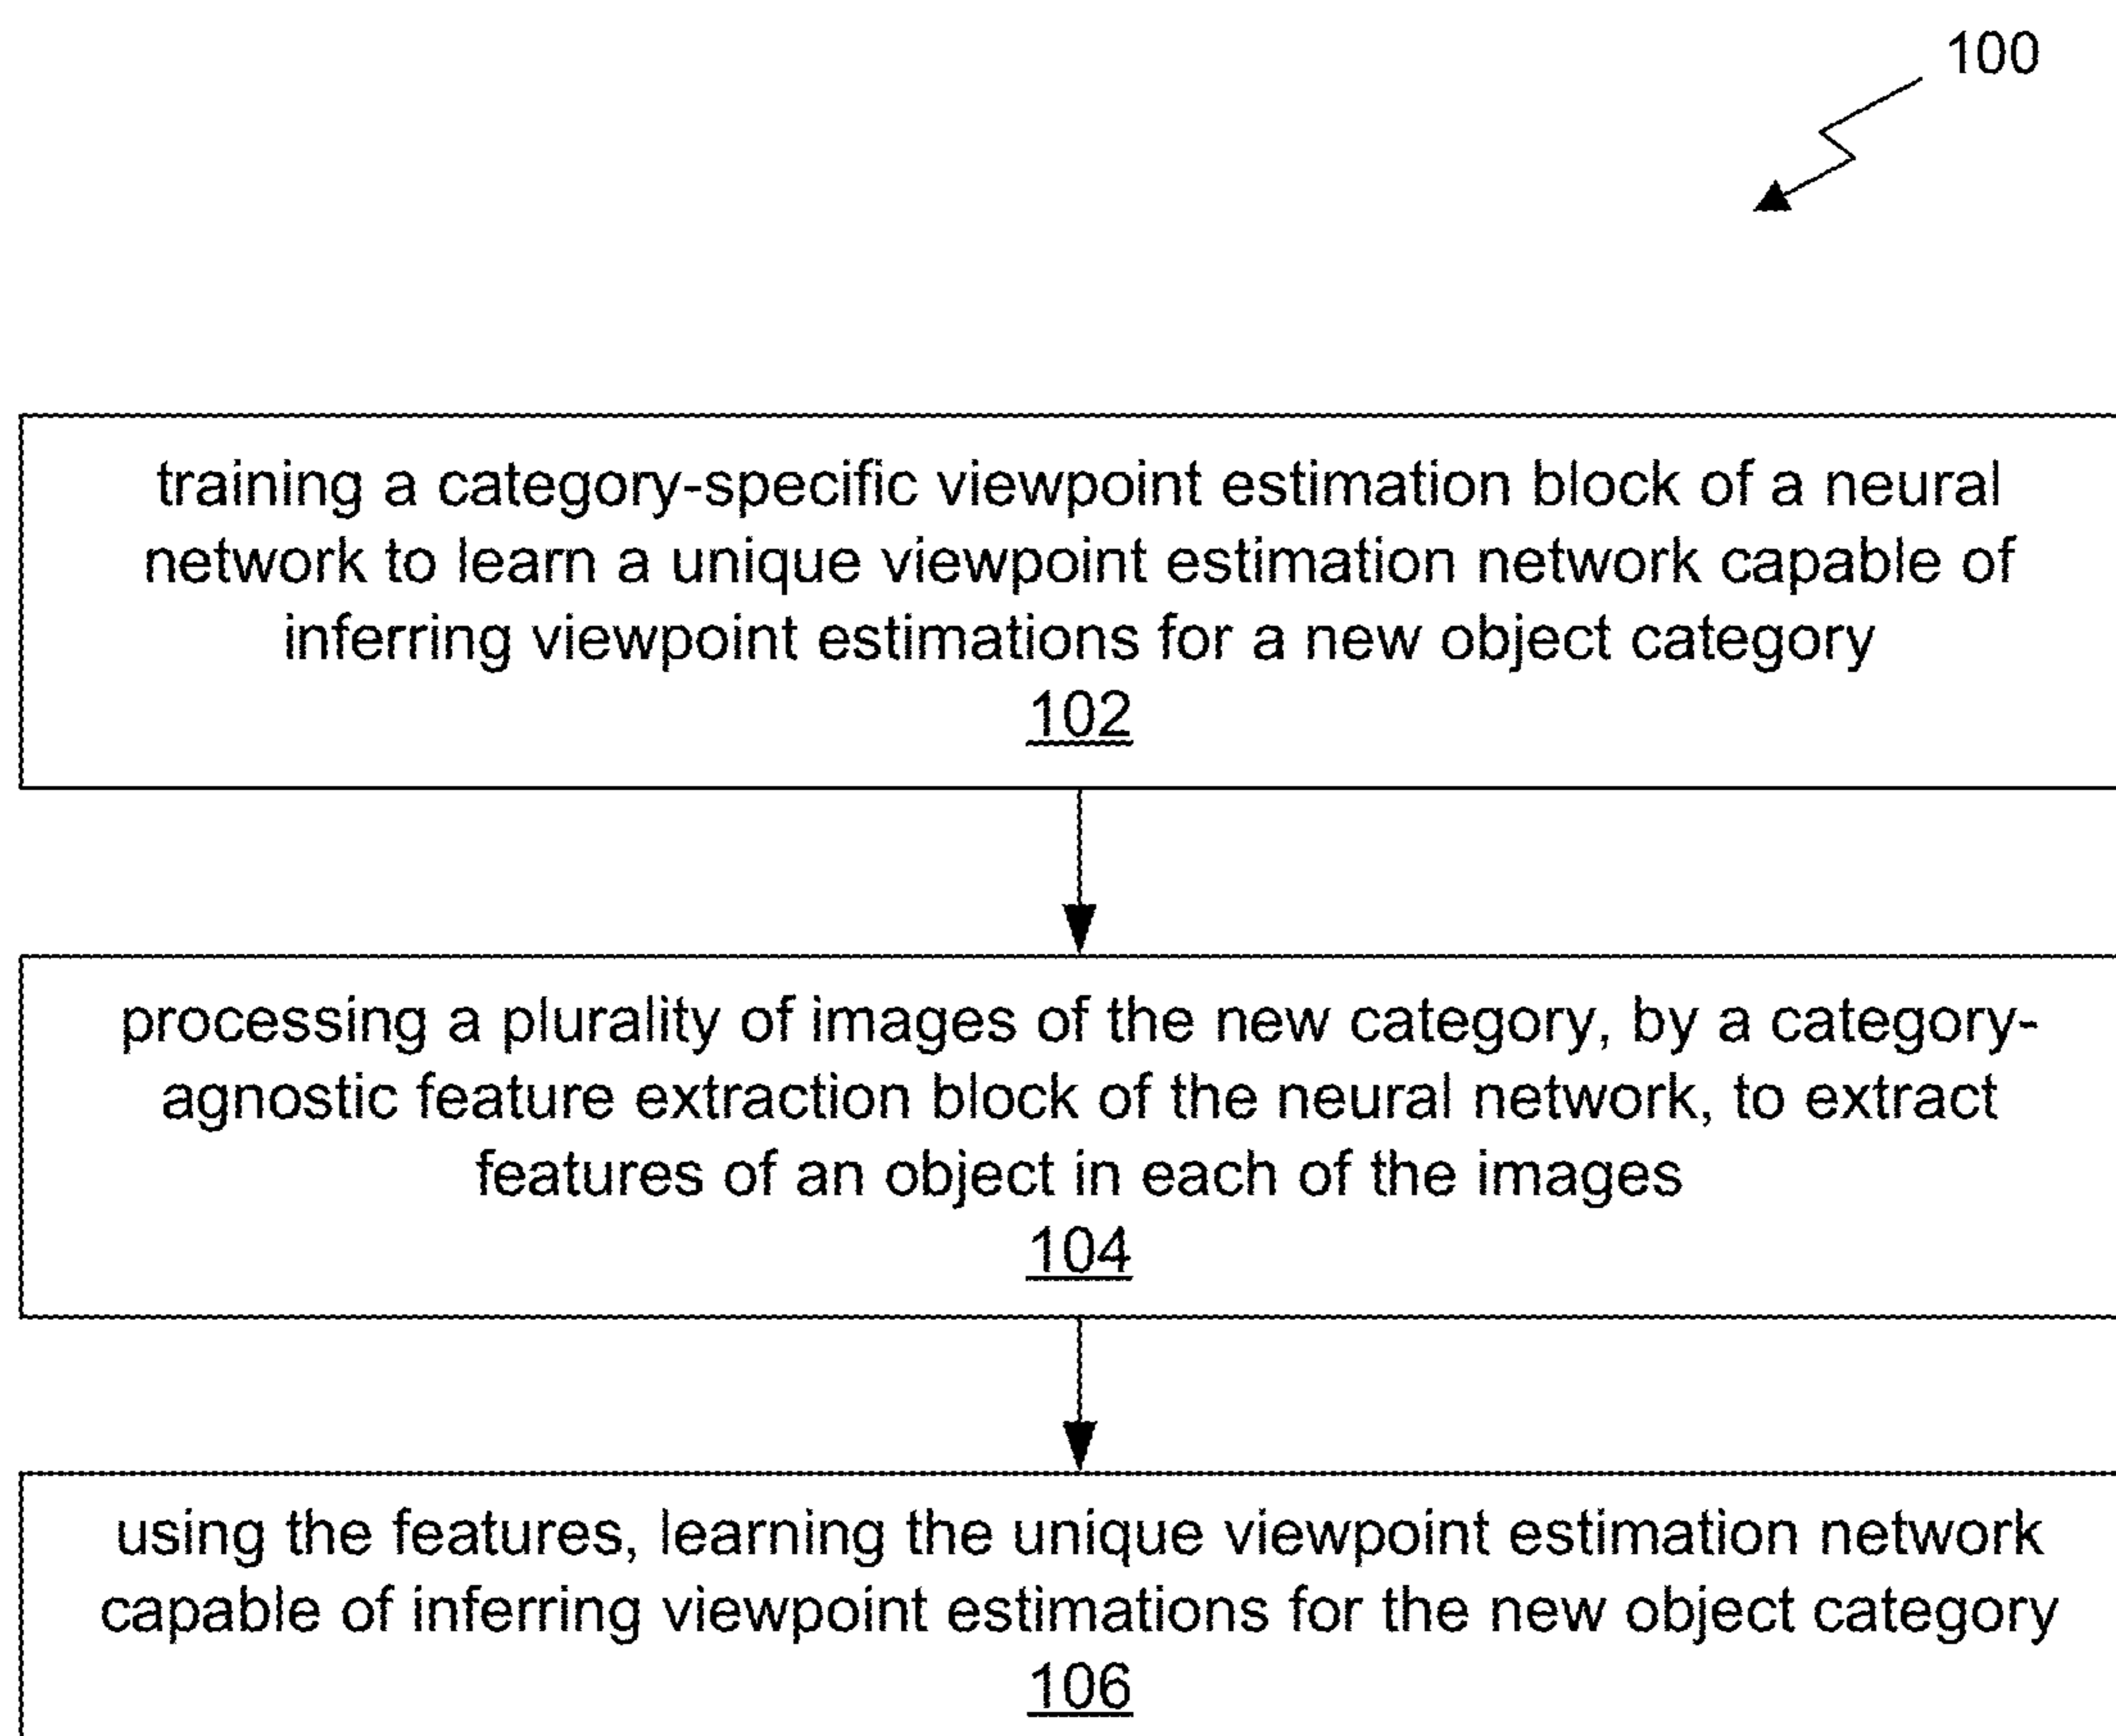 100
training a category-specific viewpoint estimation block of a neural
network to learn a unique viewpoint estimation network capable of
inferring viewpoint estimations for a new object category
102
processing a plurality of images of the new category, by a category-
agnostic feature extraction block of the neural network, to extract
features of an object in each of the images
104
using the features, learning the unique viewpoint estimation network
capable of inferring viewpoint estimations for the new object category
106